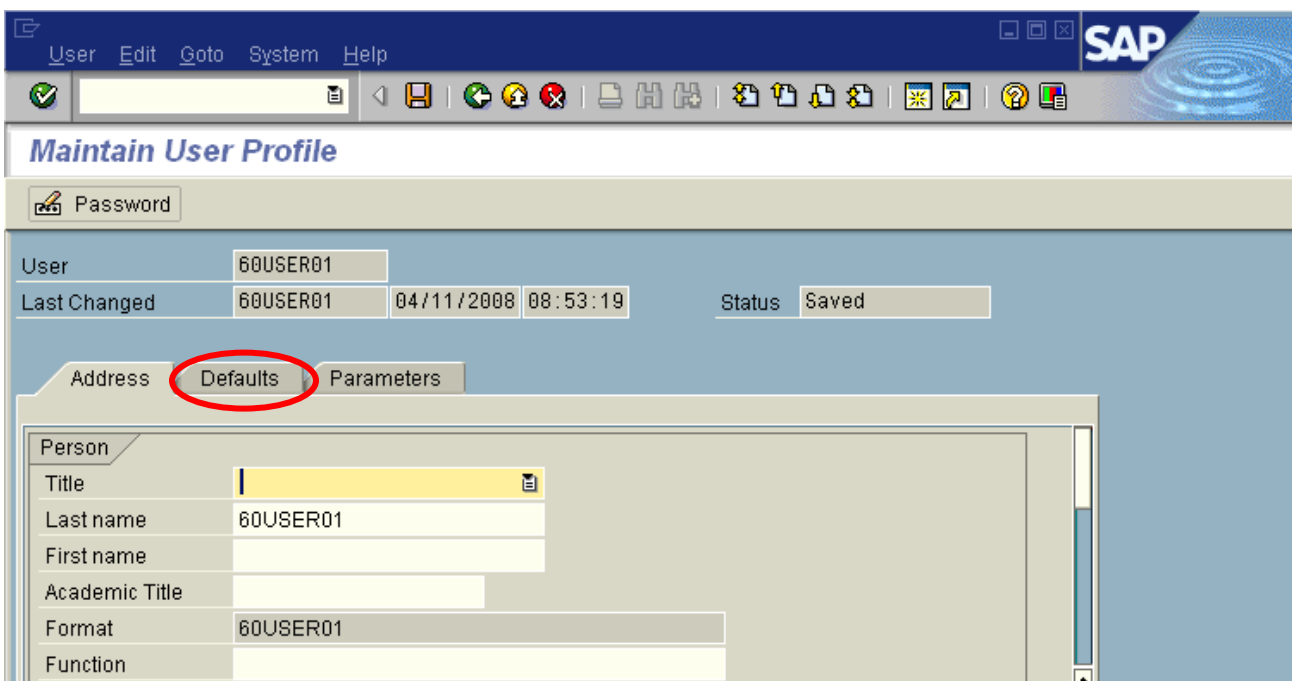 User Edit Goto System Help
SAP
Maintain User Profile
Password
User 60USER01
Last Changed 60USER01 04/11/2008 08:53:19 Status Saved
Address Defaults Parameters
Person
Title
Last name 60USER01
First name
Academic Title
Format 60USER01
Function